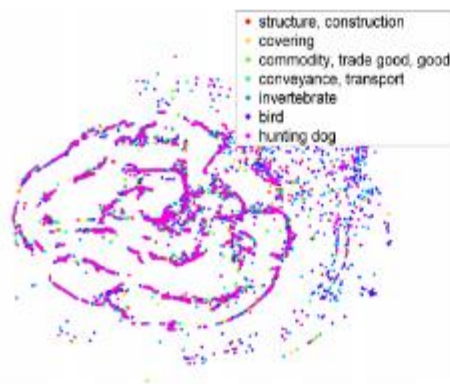 structure, construction
covering
commodity, trade good, good
conveyance, transport
invertebrate
bird
hunting dog